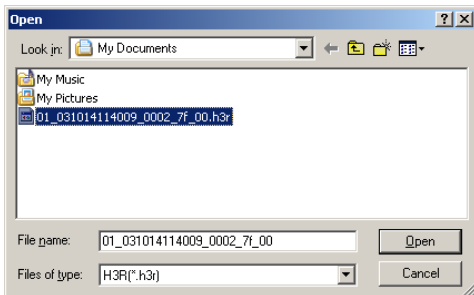 Open
Look in: My Documents
My Music
My Pictures
01_031014114009_0002_7f_00.h3r
File name: 01_031014114009_0002_7f_00 Open
Files of type: H3R(*.h3r) Cancel